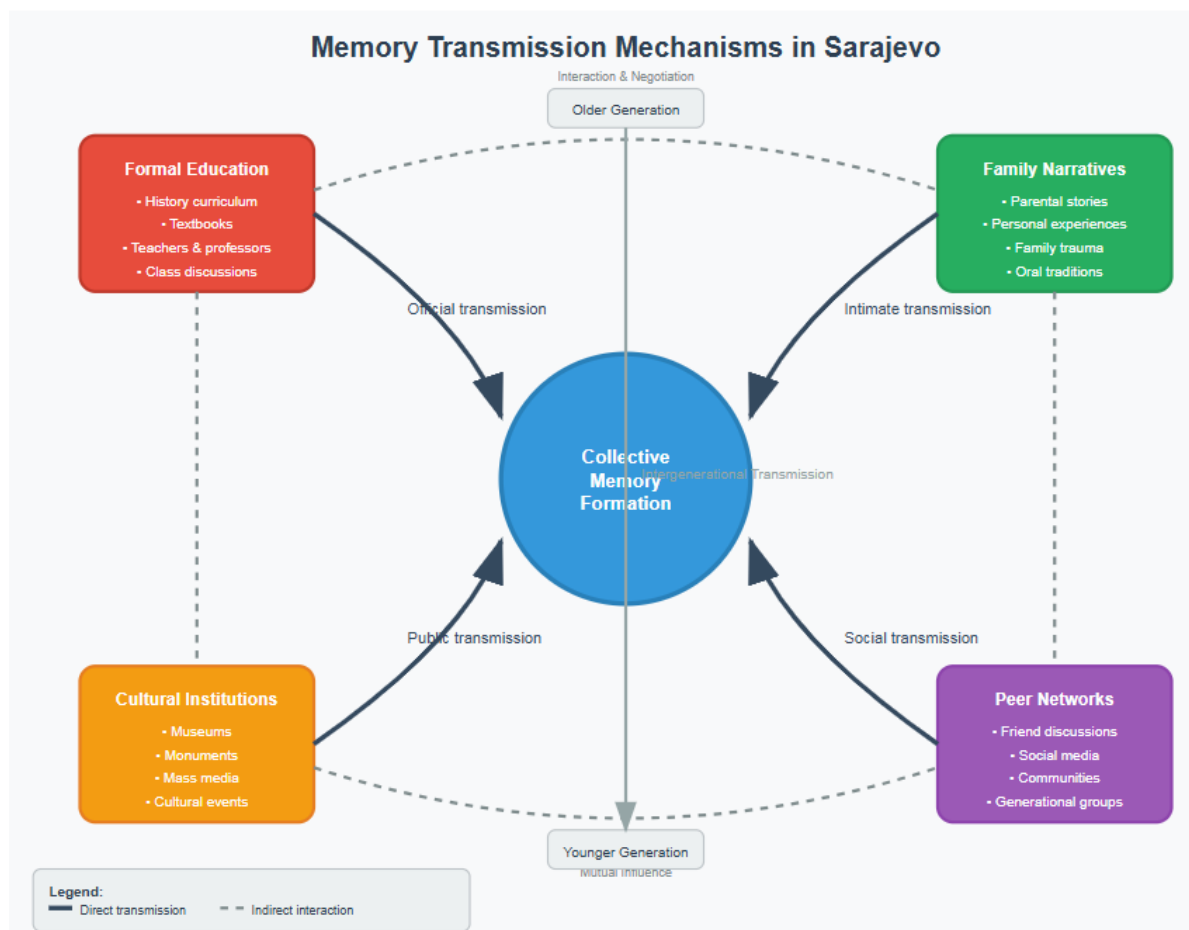 Memory Transmission Mechanisms in Sarajevo
Interaction & Negotiation
Older Generation
Formal Education
• History curriculum
• Textbooks
• Teachers & professors
• Class discussions
Family Narratives
• Parental stories
• Personal experiences
• Family trauma
• Oral traditions
Official transmission
Intimate transmission
Collective
Memory
Formation
Intergenerational Transmission
Public transmission
Social transmission
Cultural Institutions
• Museums
• Monuments
• Mass media
• Cultural events
Peer Networks
• Friend discussions
• Social media
• Communities
• Generational groups
Younger Generation
Mutual Influence
Legend:
Direct transmission
Indirect interaction